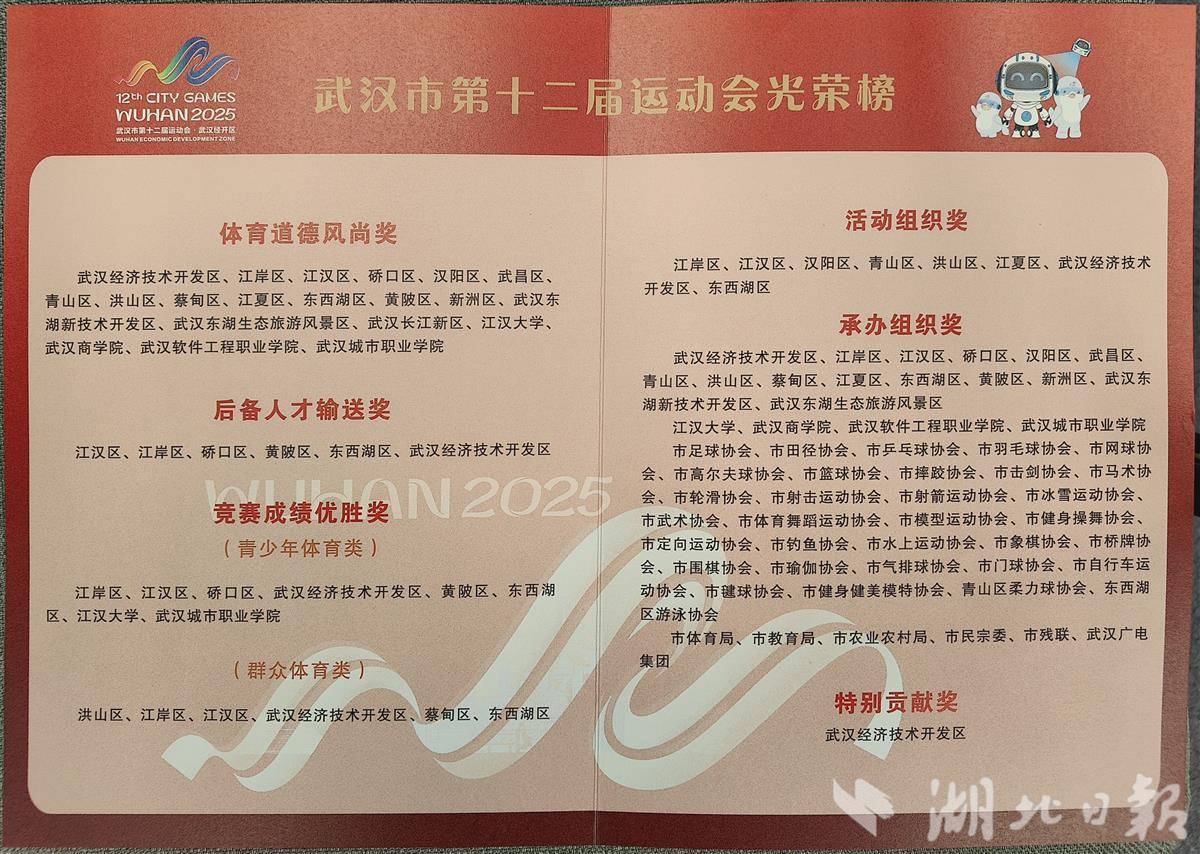 12th CITY GAMES
WUHAN 2025
武汉市第十二届运动会·武汉经开区
WUHAN ECONOMIC DEVELOPMENT ZONE
武汉市第十二届运动会光荣榜
体育道德风尚奖
武汉经济技术开发区、江岸区、江汉区、硚口区、汉阳区、武昌区、
青山区、洪山区、蔡甸区、江夏区、东西湖区、黄陂区、新洲区、武汉东
湖新技术开发区、武汉东湖生态旅游风景区、武汉长江新区、江汉大学、
武汉商学院、武汉软件工程职业学院、武汉城市职业学院
后备人才输送奖
江汉区、江岸区、硚口区、黄陂区、东西湖区、武汉经济技术开发区
WUHAN 2025
竞赛成绩优胜奖
（青少年体育类）
江岸区、江汉区、硚口区、武汉经济技术开发区、黄陂区、东西湖
区、江汉大学、武汉城市职业学院
（群众体育类）
洪山区、江岸区、江汉区、武汉经济技术开发区、蔡甸区、东西湖区
活动组织奖
江岸区、江汉区、汉阳区、青山区、洪山区、江夏区、武汉经济技术
开发区、东西湖区
承办组织奖
武汉经济技术开发区、江岸区、江汉区、硚口区、汉阳区、武昌区、
青山区、洪山区、蔡甸区、江夏区、东西湖区、黄陂区、新洲区、武汉东
湖新技术开发区、武汉东湖生态旅游风景区
江汉大学、武汉商学院、武汉软件工程职业学院、武汉城市职业学院
市足球协会、市田径协会、市乒乓球协会、市羽毛球协会、市网球协
会、市高尔夫球协会、市篮球协会、市摔跤协会、市击剑协会、市马术协
会、市轮滑协会、市射击运动协会、市射箭运动协会、市冰雪运动协会、
市武术协会、市体育舞蹈运动协会、市模型运动协会、市健身操舞协会、
市定向运动协会、市钓鱼协会、市水上运动协会、市象棋协会、市桥牌协
会、市围棋协会、市瑜伽协会、市气排球协会、市门球协会、市自行车运
动协会、市毽球协会、市健身健美模特协会、青山区柔力球协会、东西湖
区游泳协会
市体育局、市教育局、市农业农村局、市民宗委、市残联、武汉广电
集团
特别贡献奖
武汉经济技术开发区
湖北日報